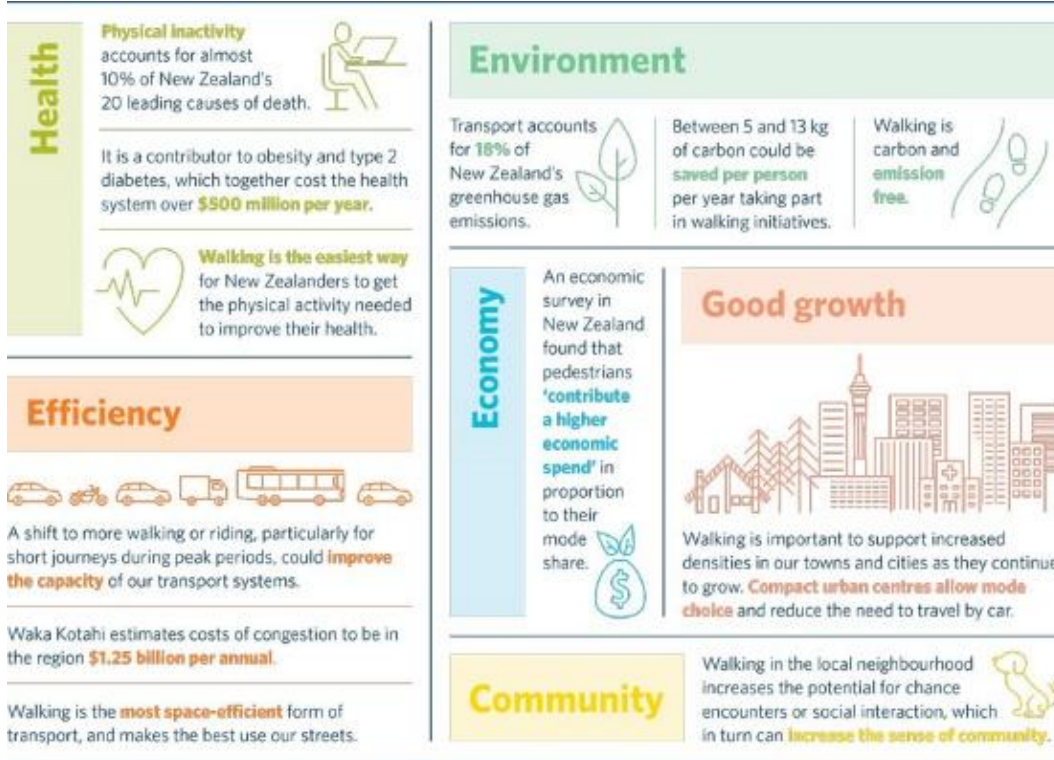 Health
Physical inactivity
accounts for almost
10% of New Zealand's
20 leading causes of death.
It is a contributor to obesity and type 2
diabetes, which together cost the health
system over $500 million per year.
Walking is the easiest way
for New Zealanders to get
the physical activity needed
to improve their health.
Efficiency
A shift to more walking or riding, particularly for
short journeys during peak periods, could improve
the capacity of our transport systems.
Waka Kotahi estimates costs of congestion to be in
the region $1.25 billion per annual.
Walking is the most space-efficient form of
transport, and makes the best use our streets.
Environment
Transport accounts
for 18% of
New Zealand's
greenhouse gas
emissions.
Between 5 and 13 kg
of carbon could be
saved per person
per year taking part
in walking initiatives.
Walking is
carbon and
emission
free.
Economy
An economic
survey in
New Zealand
found that
pedestrians
'contribute
a higher
economic
spend' in
proportion
to their
mode
share.
$
Good growth
Walking is important to support increased
densities in our towns and cities as they continue
to grow. Compact urban centres allow mode
choice and reduce the need to travel by car.
Community
Walking in the local neighbourhood
increases the potential for chance
encounters or social interaction, which
in turn can increase the sense of community.